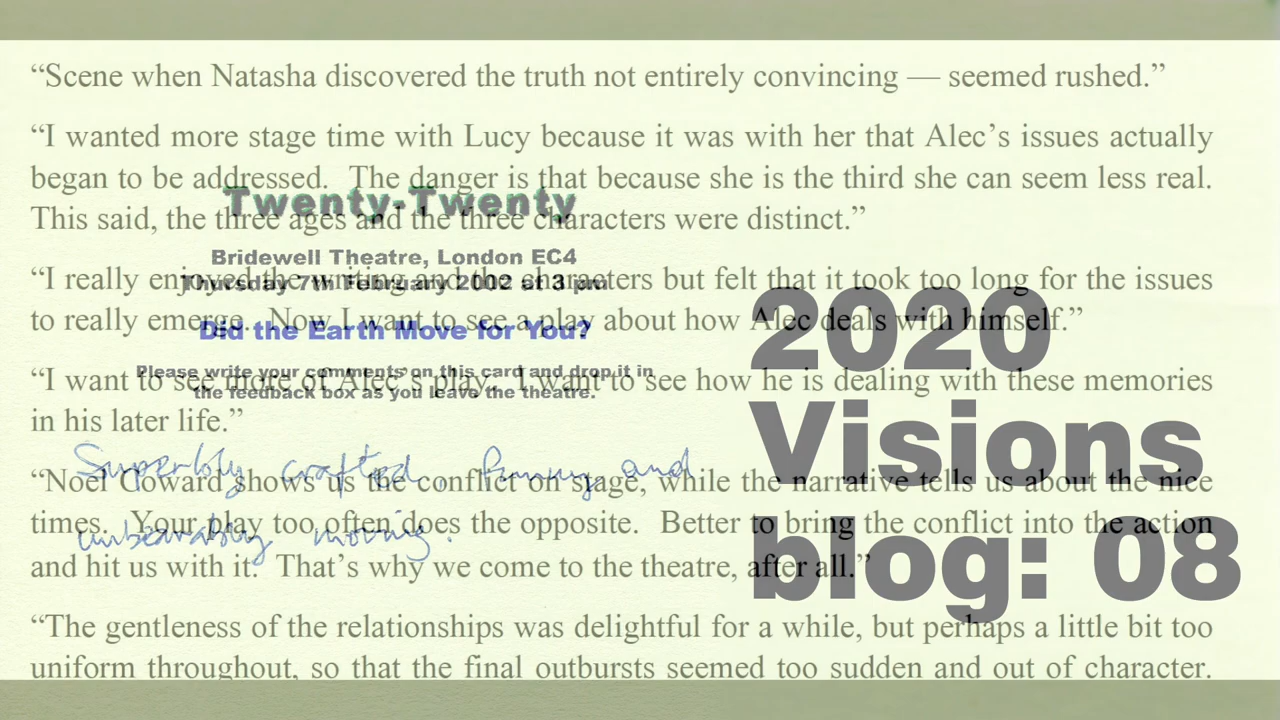 “Scene when Natasha discovered the truth not entirely convincing — seemed rushed.”
“I wanted more stage time with Lucy because it was with her that Alec’s issues actually
began to be addressed.  The danger is that because she is the third she can seem less real.
This said, the three ages and the three characters were distinct.”
“I really enjoyed the writing and the characters but felt that it took too long for the issues
to really emerge.  Now I want to see a play about how Alec deals with himself.”
“I want to see more of Alec’s play.  I want to see how he is dealing with these memories
in his later life.”
“Noel Coward shows us the conflict on stage, while the narrative tells us about the nice
times.  Your play too often does the opposite.  Better to bring the conflict into the action
and hit us with it.  That’s why we come to the theatre, after all.”
“The gentleness of the relationships was delightful for a while, but perhaps a little bit too
uniform throughout, so that the final outbursts seemed too sudden and out of character.
Twenty-Twenty
Bridewell Theatre, London EC4
Thursday 7th February 2002 at 3 pm
Did the Earth Move for You?
Please write your comments on this card and drop it in
the feedback box as you leave the theatre.
Superbly crafted, funny and
unbearably moving.
2020
Visions
blog: 08